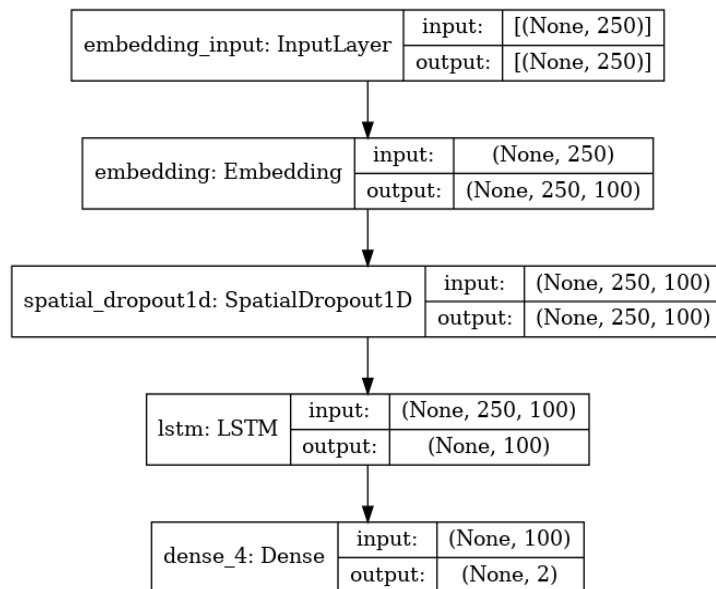 embedding_input: InputLayer
input: [(None, 250)]
output: [(None, 250)]
embedding: Embedding
input: (None, 250)
output: (None, 250, 100)
spatial_dropout1d: SpatialDropout1D
input: (None, 250, 100)
output: (None, 250, 100)
lstm: LSTM
input: (None, 250, 100)
output: (None, 100)
dense_4: Dense
input: (None, 100)
output: (None, 2)